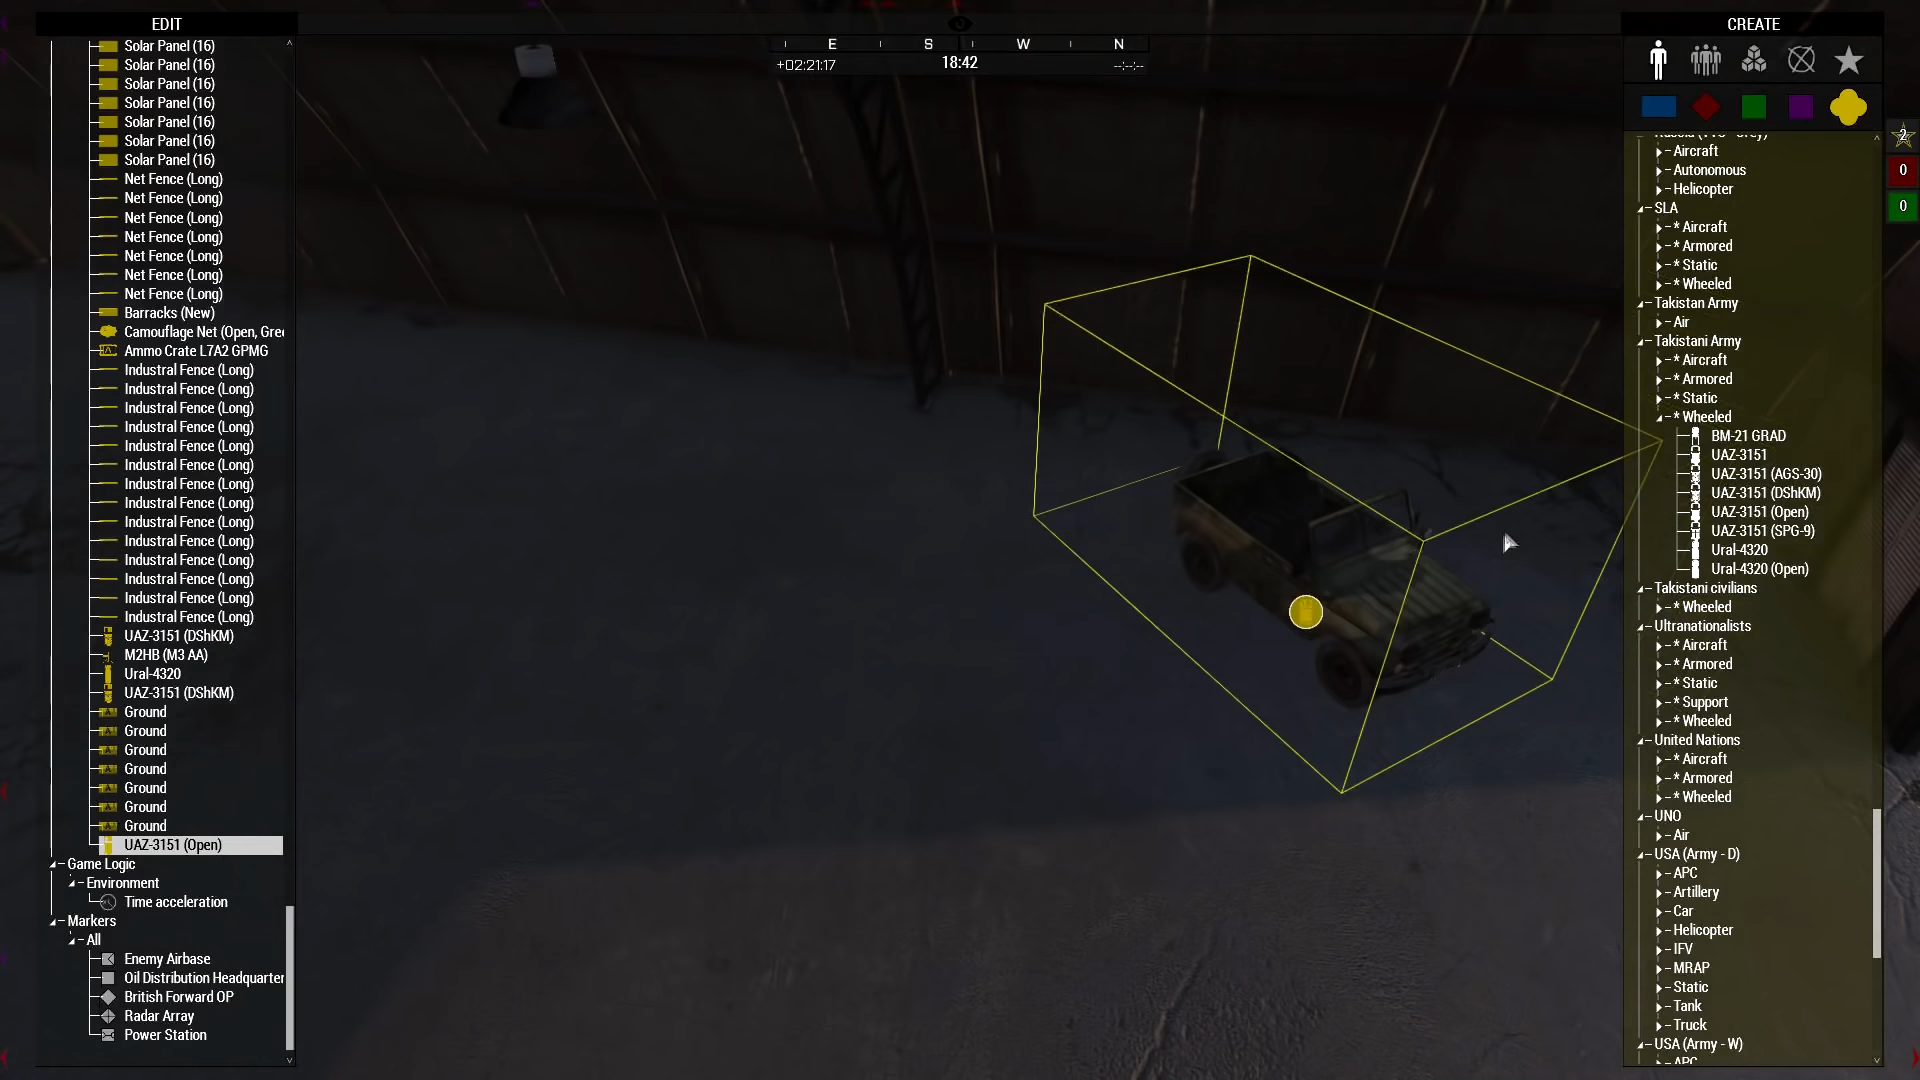 EDIT
Solar Panel (16)
Solar Panel (16)
Solar Panel (16)
Solar Panel (16)
Solar Panel (16)
Solar Panel (16)
Solar Panel (16)
Net Fence (Long)
Net Fence (Long)
Net Fence (Long)
Net Fence (Long)
Net Fence (Long)
Net Fence (Long)
Net Fence (Long)
Barracks (New)
Camouflage Net (Open, Gree
Ammo Crate L7A2 GPMG
Industrial Fence (Long)
Industrial Fence (Long)
Industrial Fence (Long)
Industrial Fence (Long)
Industrial Fence (Long)
Industrial Fence (Long)
Industrial Fence (Long)
Industrial Fence (Long)
Industrial Fence (Long)
Industrial Fence (Long)
Industrial Fence (Long)
Industrial Fence (Long)
Industrial Fence (Long)
Industrial Fence (Long)
UAZ-3151 (DShKM)
M2HB (M3 AA)
Ural-4320
UAZ-3151 (DShKM)
Ground
Ground
Ground
Ground
Ground
Ground
Ground
UAZ-3151 (Open)
Game Logic
Environment
Time acceleration
Markers
All
Enemy Airbase
Oil Distribution Headquarter
British Forward OP
Radar Array
Power Station
E S W N
+02:21:17 18:42 --:--:--
CREATE
Aircraft
Autonomous
Helicopter
SLA
* Aircraft
* Armored
* Static
* Wheeled
Takistan Army
Air
Takistani Army
* Aircraft
* Armored
* Static
* Wheeled
BM-21 GRAD
UAZ-3151
UAZ-3151 (AGS-30)
UAZ-3151 (DShKM)
UAZ-3151 (Open)
UAZ-3151 (SPG-9)
Ural-4320
Ural-4320 (Open)
Takistani civilians
* Wheeled
Ultranationalists
* Aircraft
* Armored
* Static
* Support
* Wheeled
United Nations
* Aircraft
* Armored
* Wheeled
UNO
Air
USA (Army - D)
APC
Artillery
Car
Helicopter
IFV
MRAP
Static
Tank
Truck
USA (Army - W)
APC
2
0
0